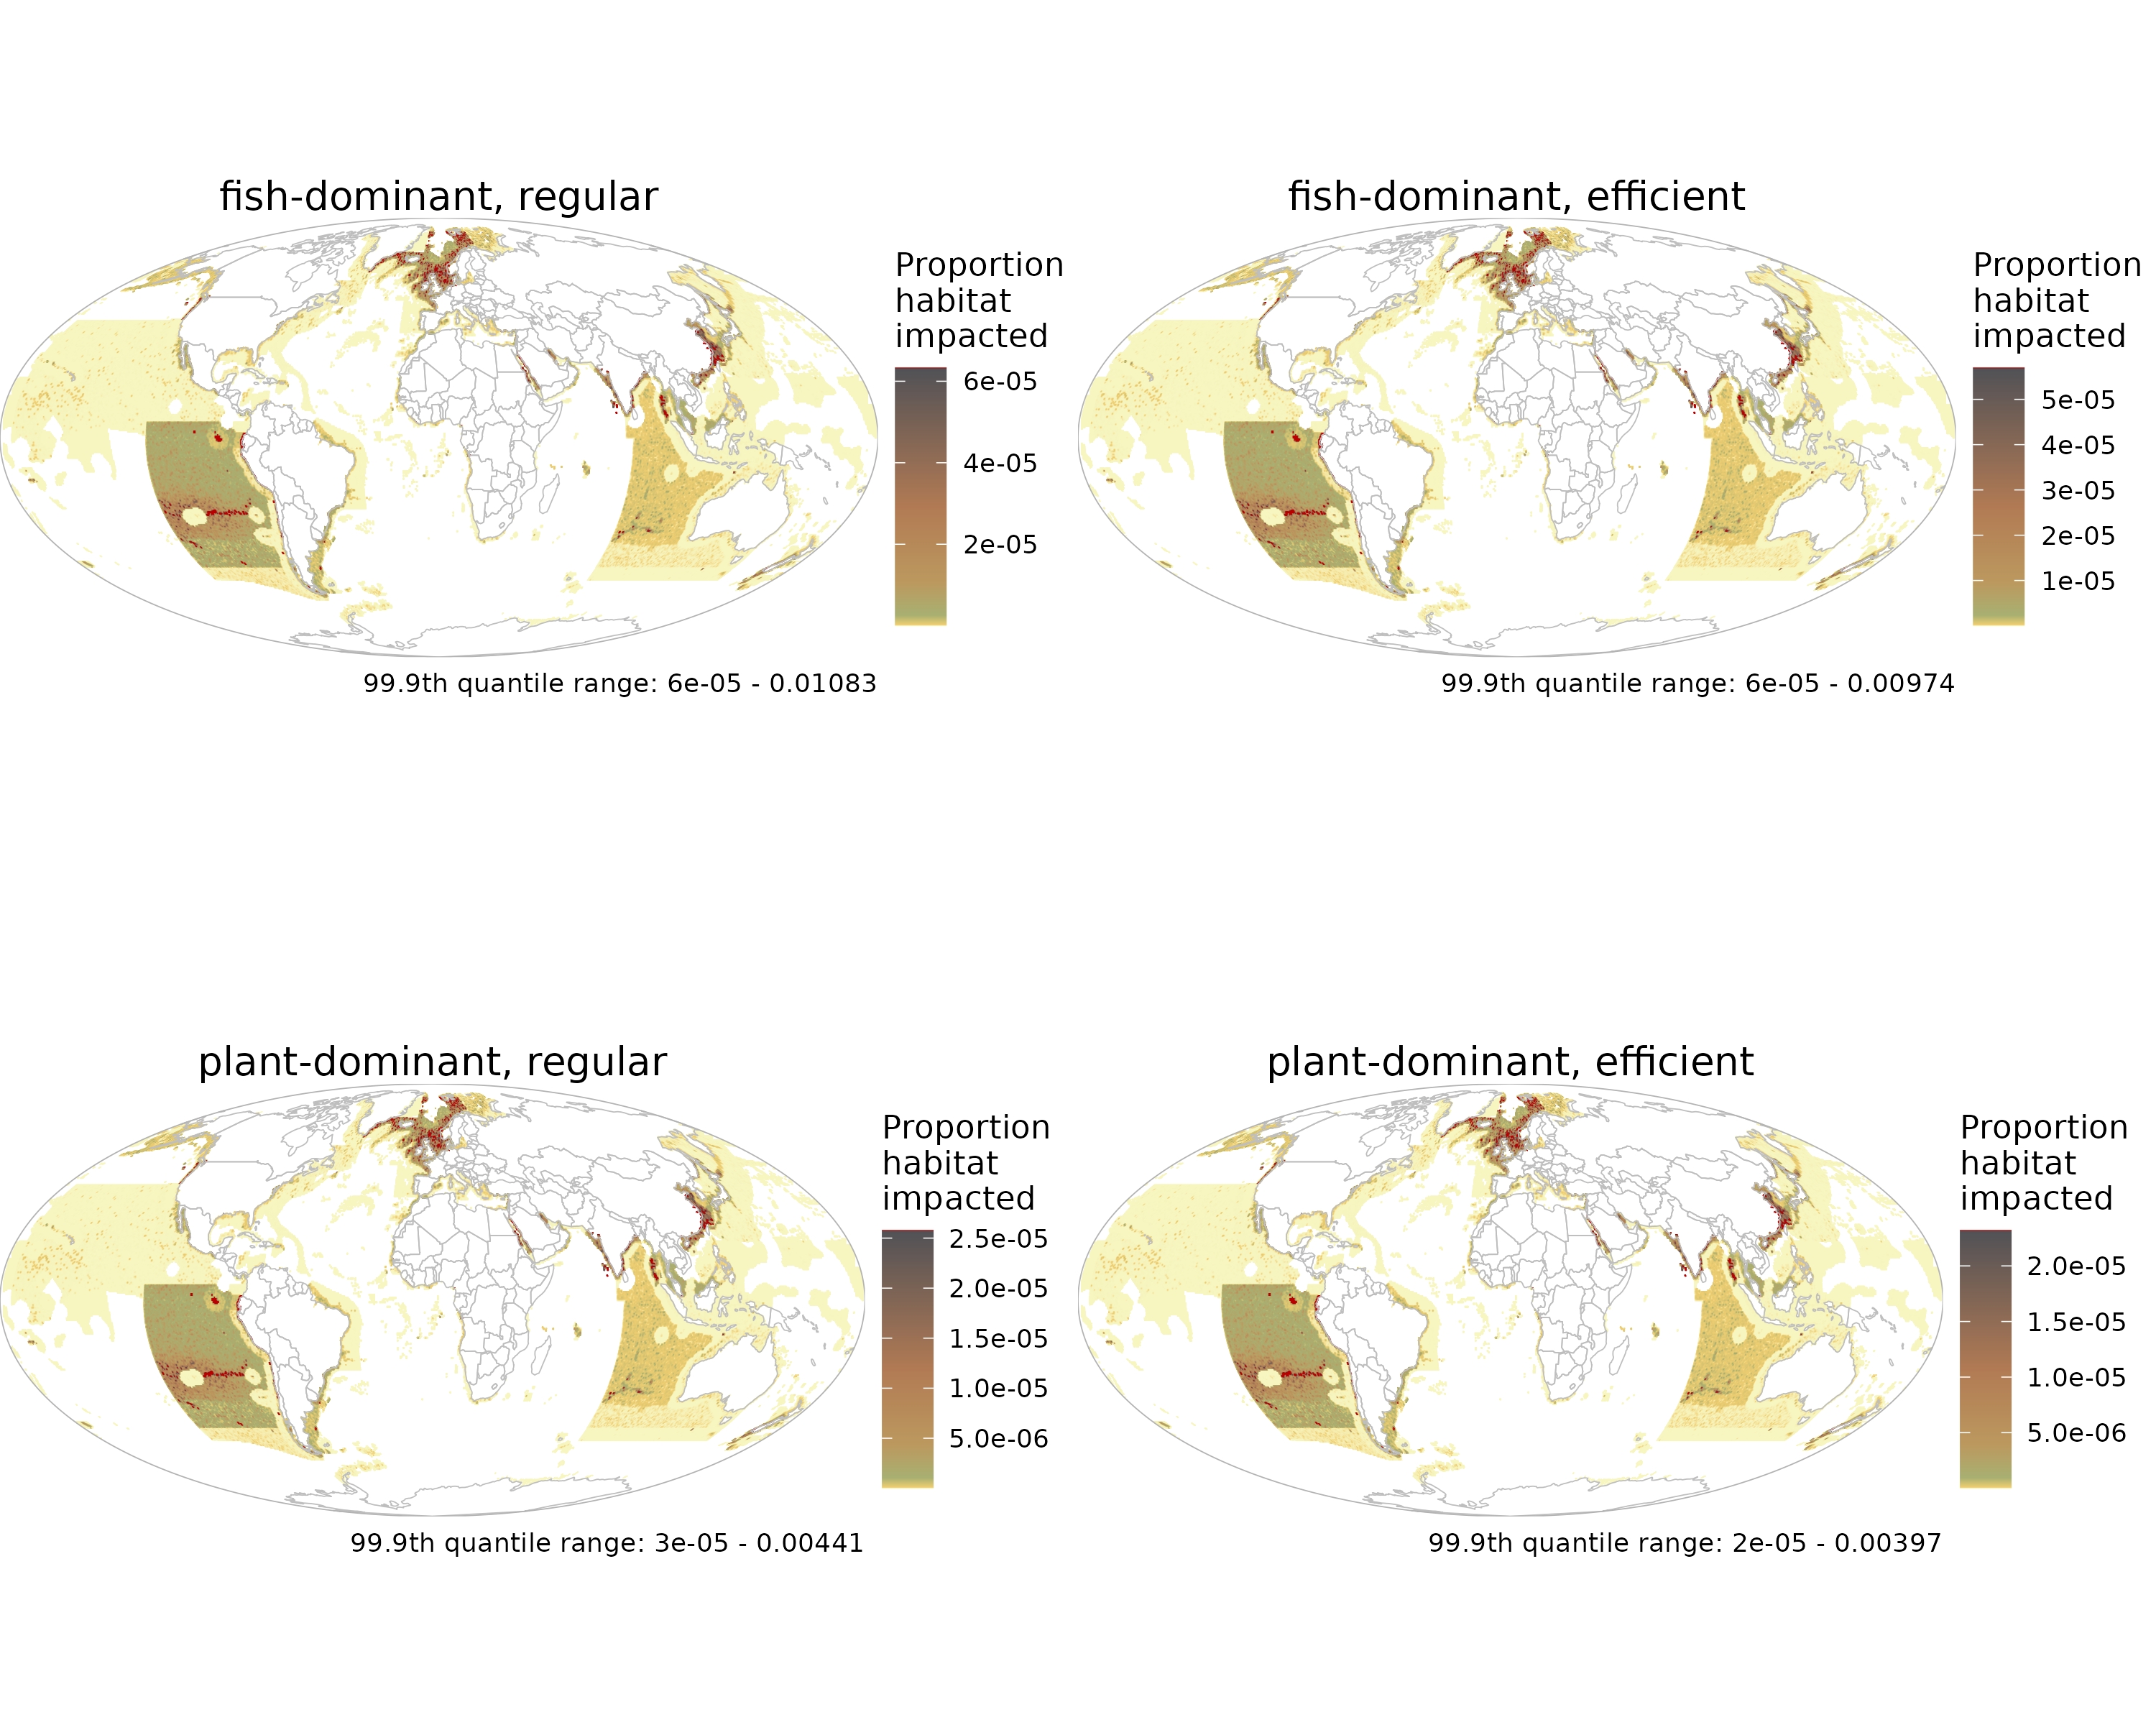 fish-dominant, regular
Proportion
habitat
impacted
6e-05
4e-05
2e-05
99.9th quantile range: 6e-05 - 0.01083
fish-dominant, efficient
Proportion
habitat
impacted
5e-05
4e-05
3e-05
2e-05
1e-05
99.9th quantile range: 6e-05 - 0.00974
plant-dominant, regular
Proportion
habitat
impacted
2.5e-05
2.0e-05
1.5e-05
1.0e-05
5.0e-06
99.9th quantile range: 3e-05 - 0.00441
plant-dominant, efficient
Proportion
habitat
impacted
2.0e-05
1.5e-05
1.0e-05
5.0e-06
99.9th quantile range: 2e-05 - 0.00397